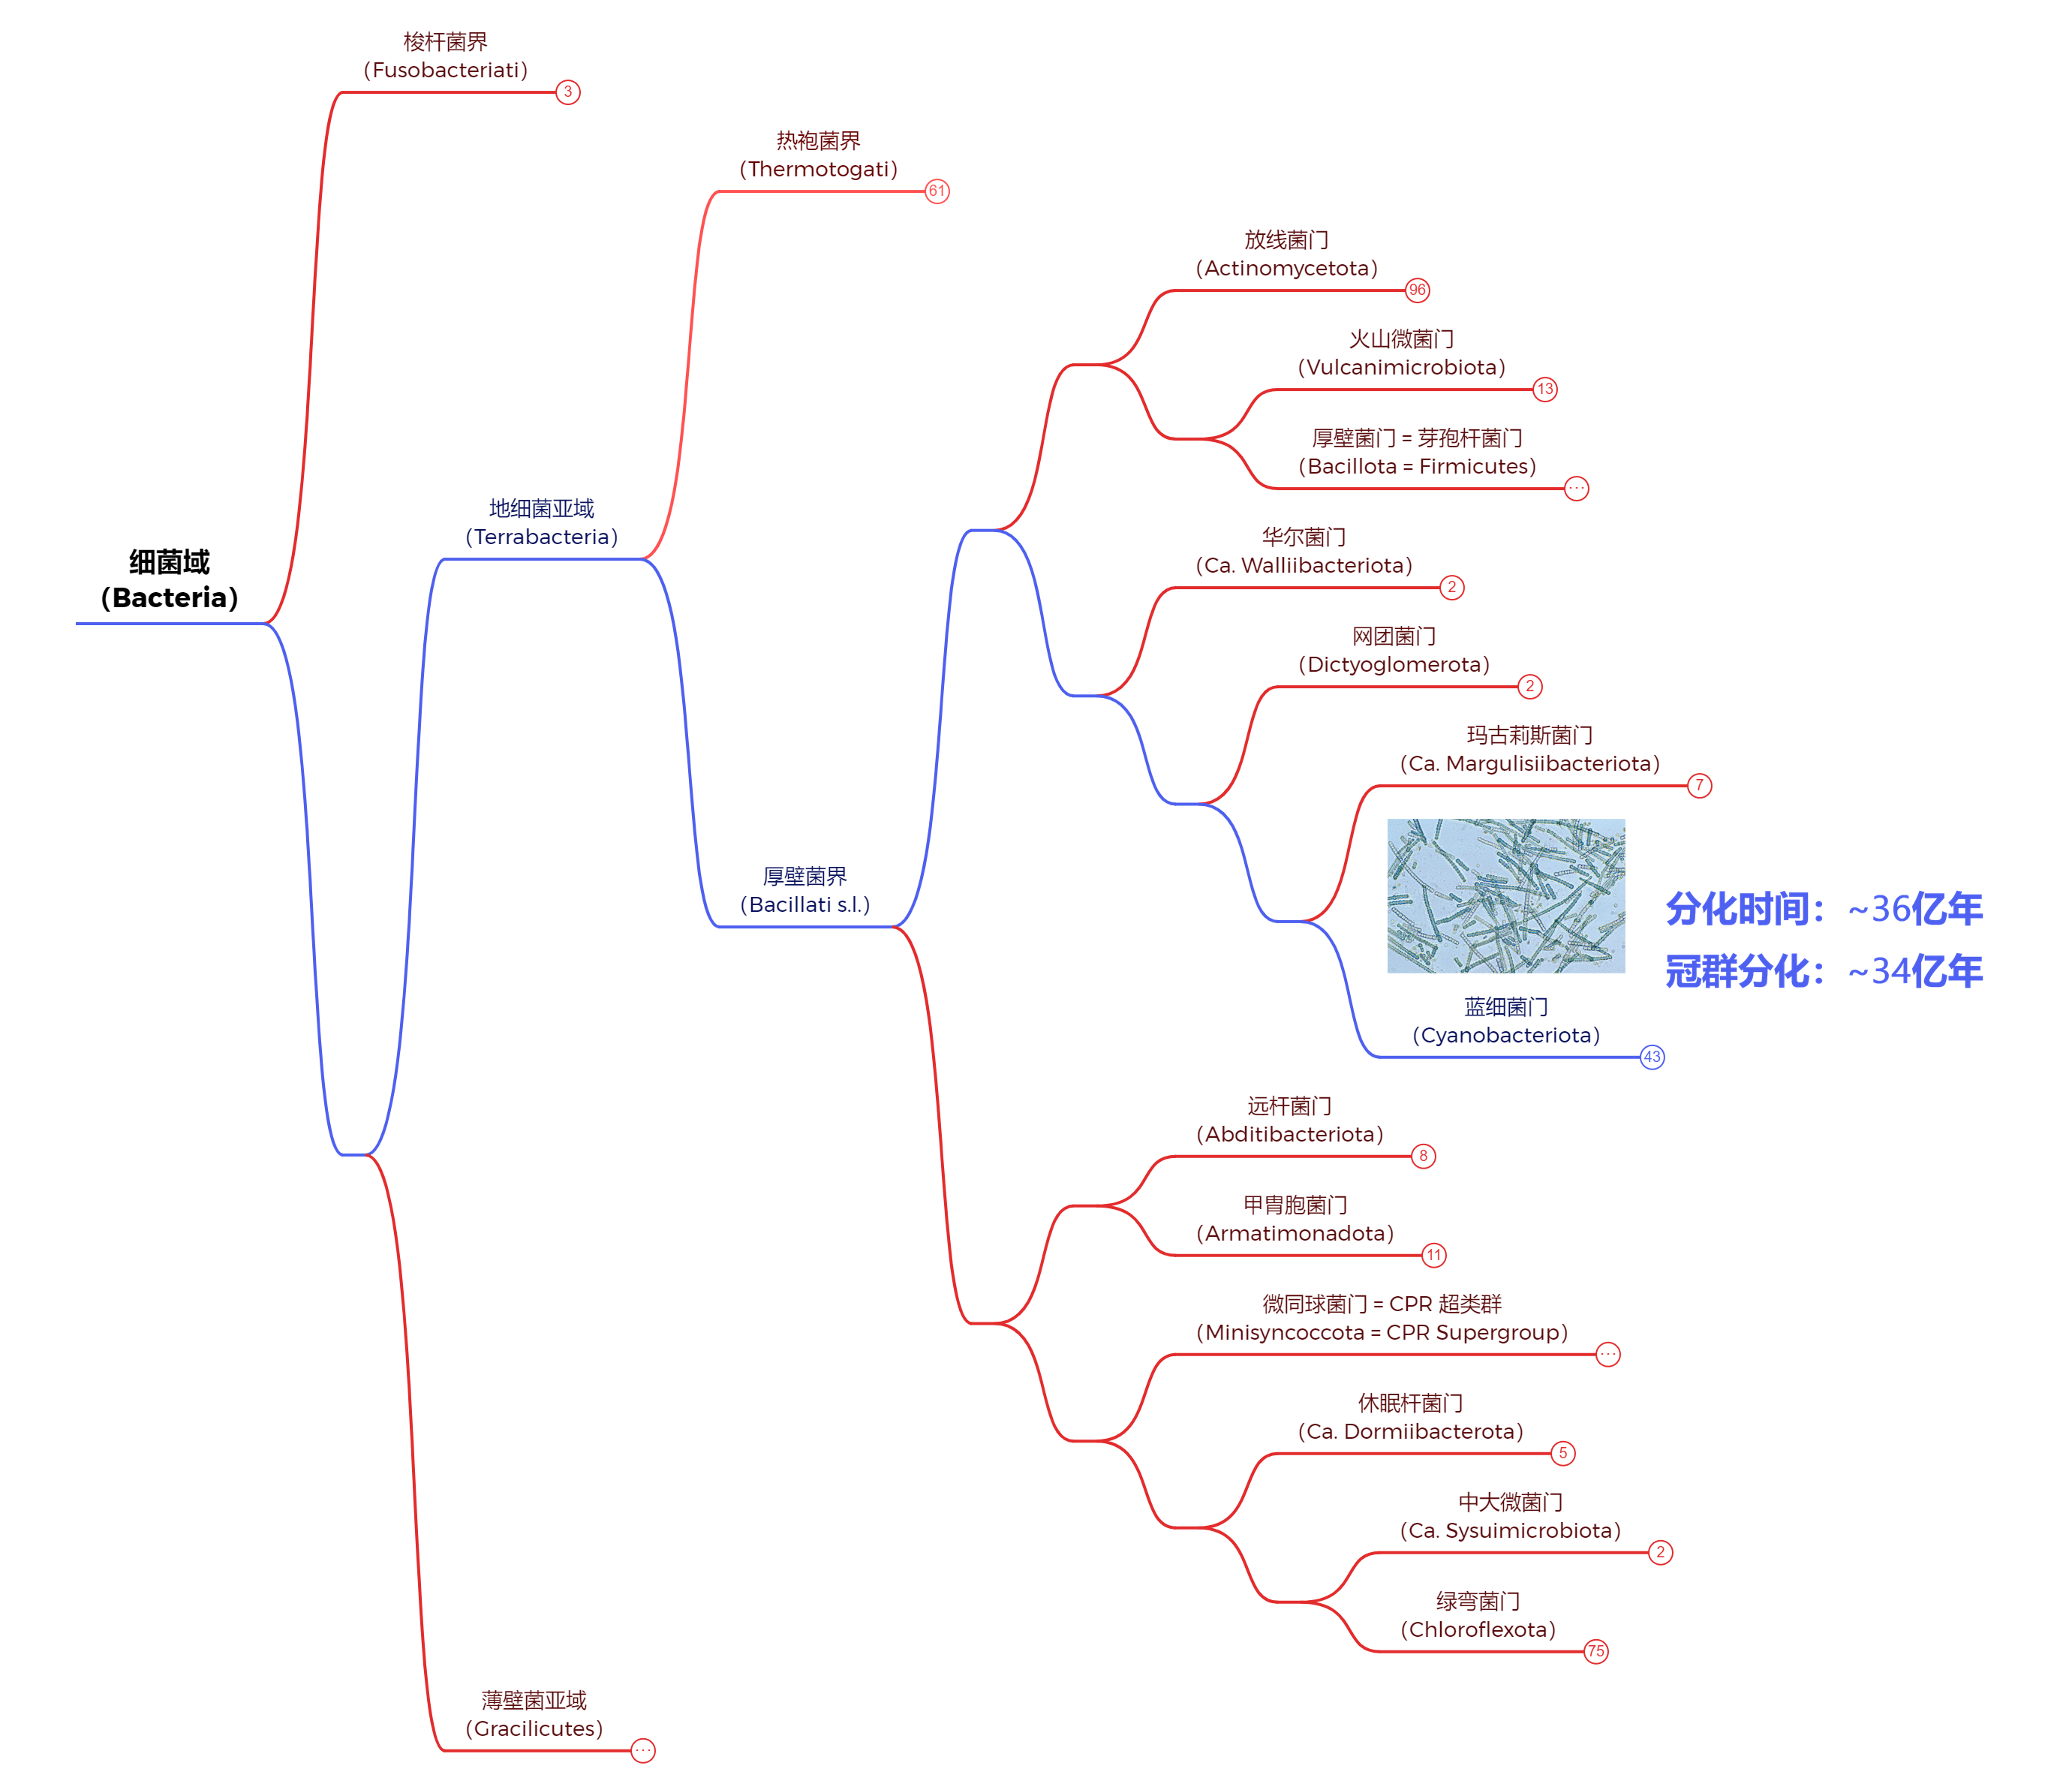 梭杆菌界
(Fusobacteriati)
3
热袍菌界
(Thermotogati)
61
放线菌门
(Actinomycetota)
96
火山微菌门
(Vulcanimicrobiota)
13
厚壁菌门 = 芽孢杆菌门
(Bacillota = Firmicutes)
...
地细菌亚域
(Terrabacteria)
华尔菌门
(Ca. Walliibacteriota)
2
细菌域
(Bacteria)
网团菌门
(Dictyoglomerota)
2
玛古莉斯菌门
(Ca. Margulisiibacteriota)
7
厚壁菌界
(Bacillati s.l.)
分化时间：~36亿年
冠群分化：~34亿年
蓝细菌门
(Cyanobacteriota)
43
远杆菌门
(Abditibacteriota)
8
甲胄胞菌门
(Armatimonadota)
11
微同球菌门 = CPR 超类群
(Minisyncoccota = CPR Supergroup)
...
休眠杆菌门
(Ca. Dormiibacterota)
5
中大微菌门
(Ca. Sysuimicrobiota)
2
绿弯菌门
(Chloroflexota)
75
薄壁菌亚域
(Gracilicutes)
...